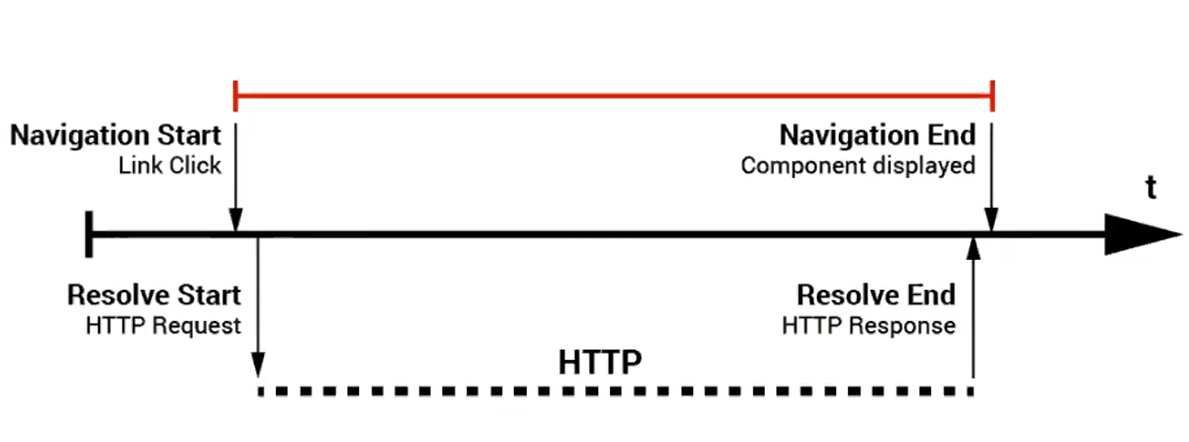 Navigation Start
Link Click
Navigation End
Component displayed
t
Resolve Start
HTTP Request
Resolve End
HTTP Response
HTTP